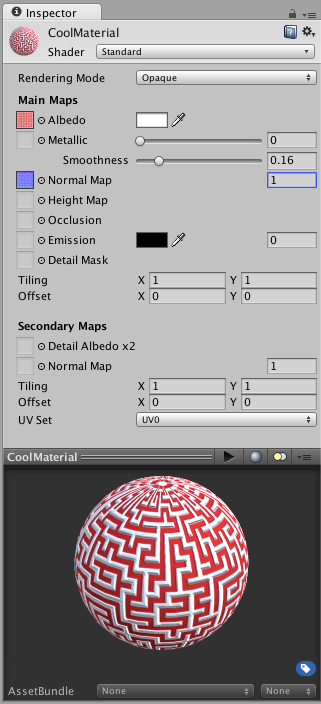 Inspector
CoolMaterial
Shader Standard
Rendering Mode Opaque
Main Maps
Albedo
Metallic 0
Smoothness 0.16
Normal Map 1
Height Map
Occlusion
Emission 0
Detail Mask
Tiling X 1 Y 1
Offset X 0 Y 0
Secondary Maps
Detail Albedo x2
Normal Map 1
Tiling X 1 Y 1
Offset X 0 Y 0
UV Set UV0
CoolMaterial
AssetBundle None None